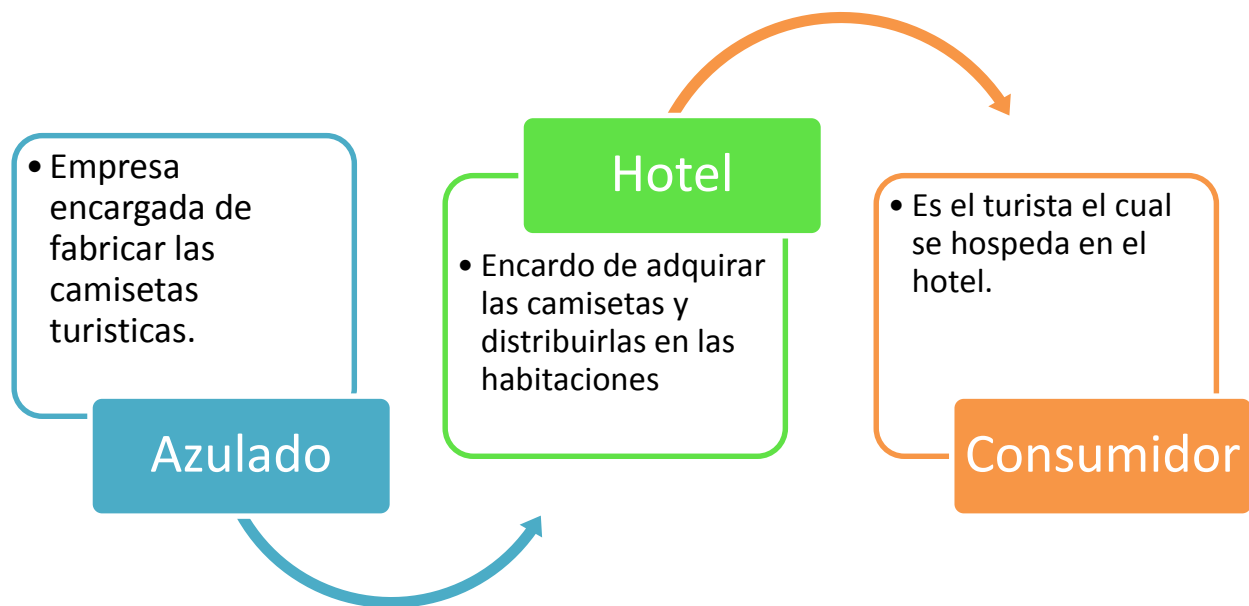 • Empresa
encargada de
fabricar las
camisetas
turisticas.
Azulado
Hotel
• Encardo de adquirar
las camisetas y
distribuirlas en las
habitaciones
• Es el turista el cual
se hospeda en el
hotel.
Consumidor